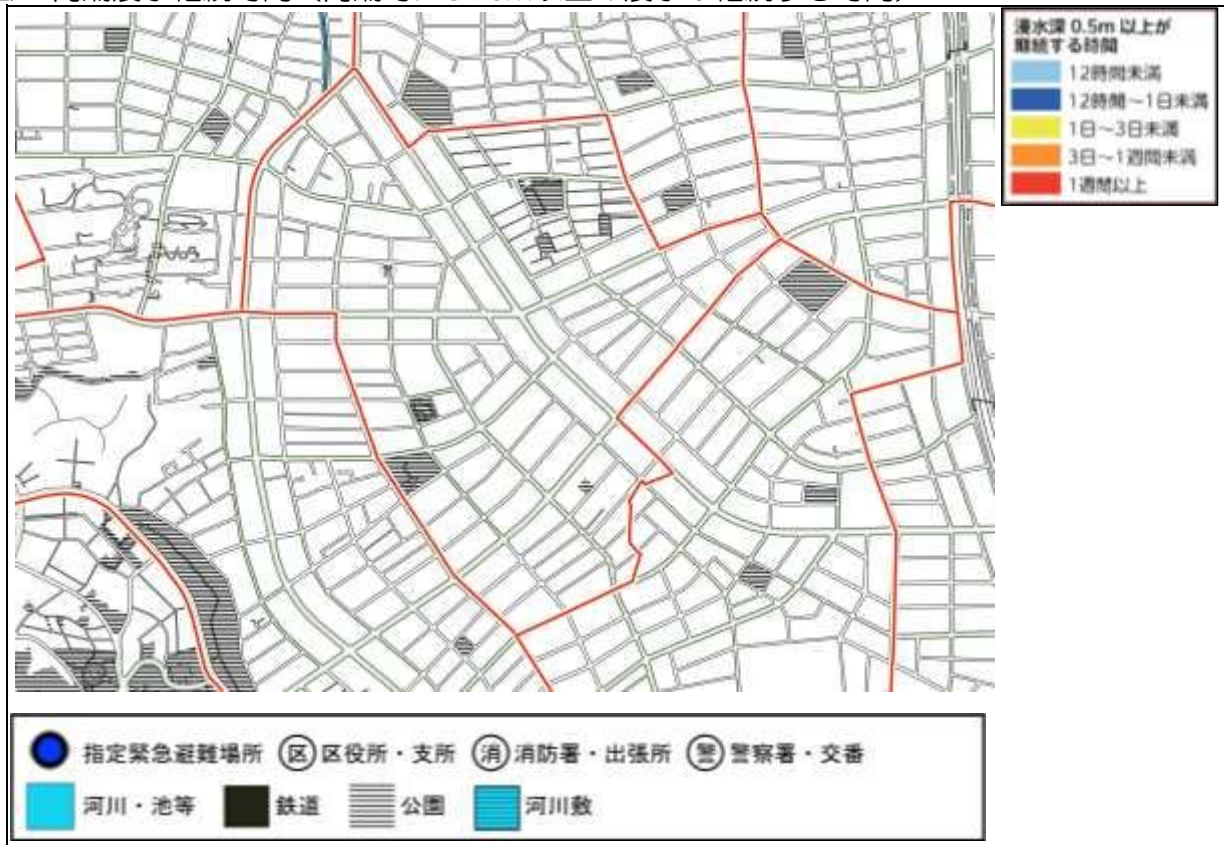 浸水深 0.5m 以上が
継続する時間
12時間未満
12時間～1日未満
1日～3日未満
3日～1週間未満
1週間以上
指定緊急避難場所 区 区役所・支所 消 消防署・出張所 警 警察署・交番
河川・池等 鉄道 公園 河川敷